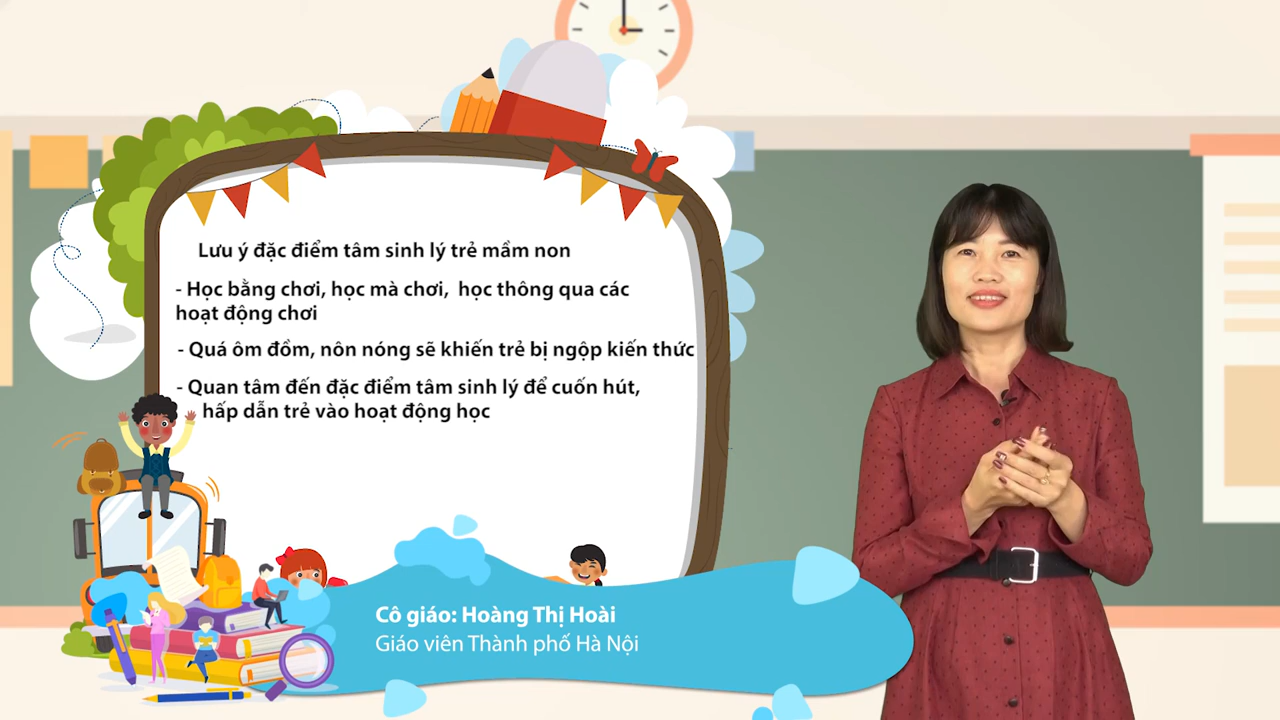 Lưu ý đặc điểm tâm sinh lý trẻ mầm non
- Học bằng chơi, học mà chơi, học thông qua các
hoạt động chơi
- Quá ôm đồm, nôn nóng sẽ khiến trẻ bị ngộp kiến thức
- Quan tâm đến đặc điểm tâm sinh lý để cuốn hút,
hấp dẫn trẻ vào hoạt động học
Cô giáo: Hoàng Thị Hoài
Giáo viên Thành phố Hà Nội